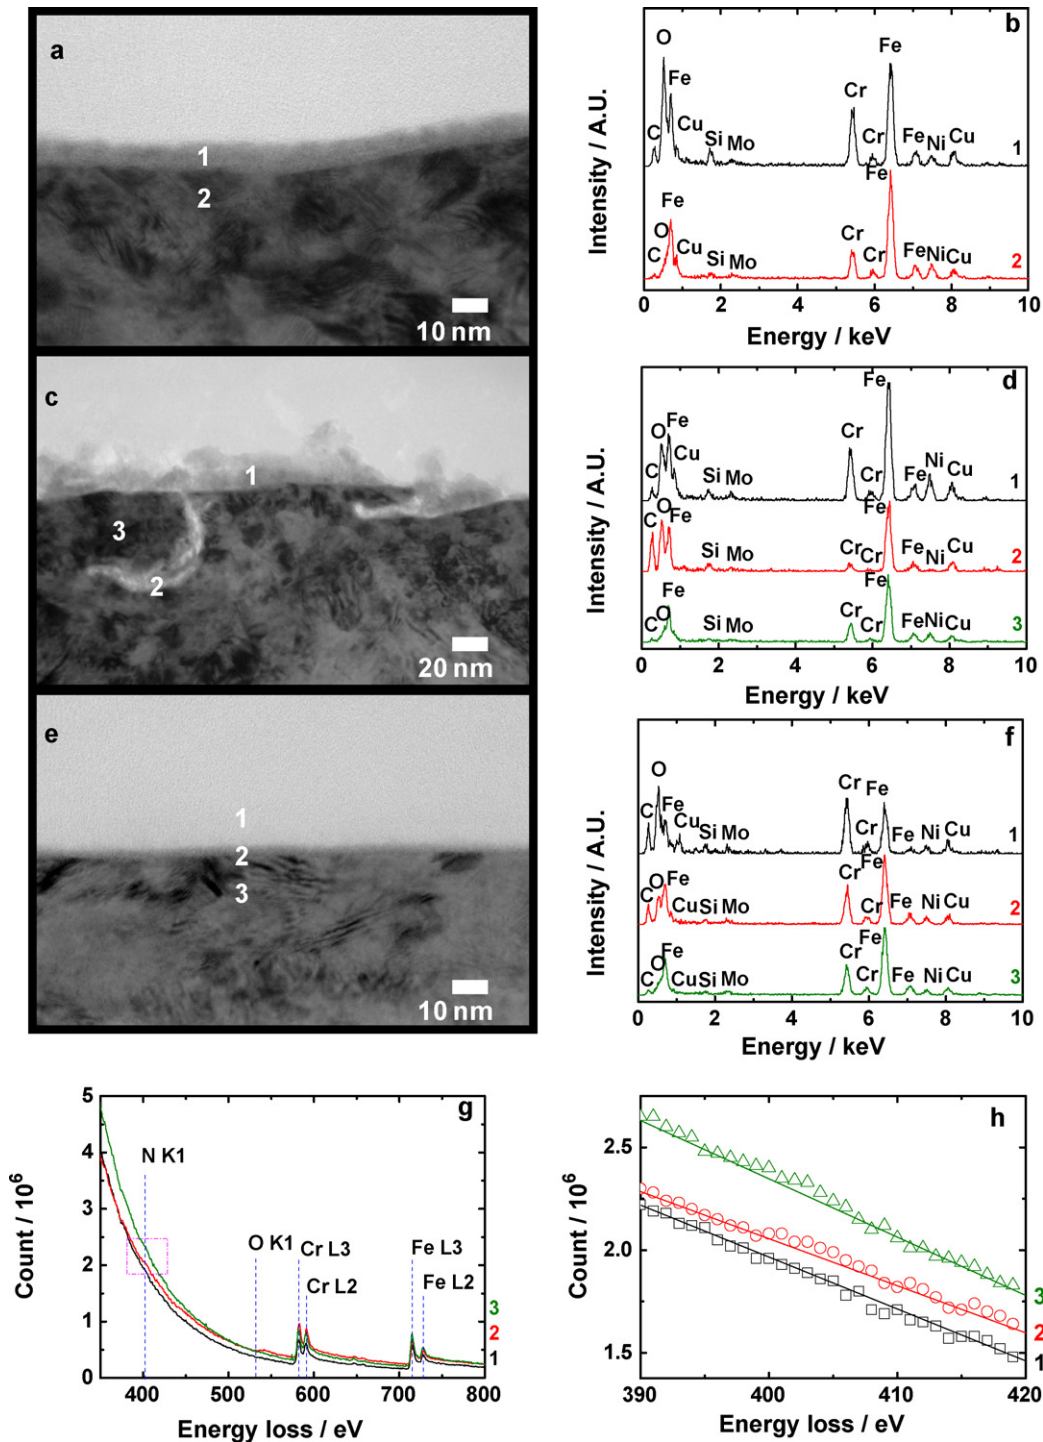 a
1
2
10 nm
b
O
Fe
Fe
Cr
C
Cu
Si
Mo
Cr
Fe
Ni
Cu
1
Fe
Fe
O
C
Cu
Si
Mo
Cr
Cr
Fe
Ni
Cu
2
0 2 4 6 8 10
Energy / keV
Intensity / A.U.
c
1
3
2
20 nm
d
Fe
Fe
O
Cr
C
Cu
Si
Mo
Cr
Fe
Ni
Cu
1
Fe
C
O
Fe
Si
Mo
Cr
Cr
Fe
Ni
Cu
2
Fe
Fe
C
O
Si
Mo
Cr
Cr
Fe
Ni
Cu
3
0 2 4 6 8 10
Energy / keV
Intensity / A.U.
e
1
2
3
10 nm
f
O
Cr
Fe
C
Fe
Cu
Si
Mo
Cr
Fe
Ni
Cu
1
Fe
O
Fe
C
Cu
Si
Mo
Cr
Cr
Fe
Ni
Cu
2
Fe
Fe
O
C
Cu
Si
Mo
Cr
Cr
Fe
Ni
Cu
3
0 2 4 6 8 10
Energy / keV
Intensity / A.U.
g
5
4
3
2
1
0
N K1
O K1
Cr L3
Cr L2
Fe L3
Fe L2
3
2
1
400 500 600 700 800
Energy loss / eV
Count / 10⁶
h
2.5
2.0
1.5
3
2
1
390 400 410 420
Energy loss / eV
Count / 10⁶